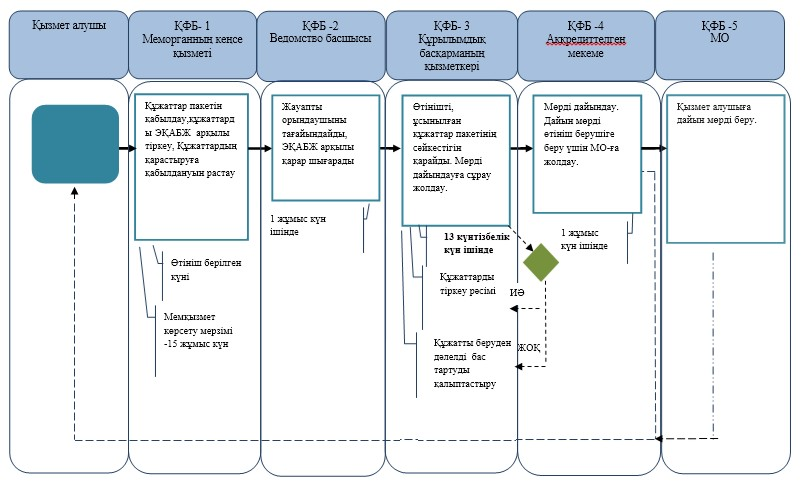 Қызмет алушы
ҚФБ- 1
Меморганның кеңсе
қызметі
ҚФБ -2
Ведомство басшысы
ҚФБ- 3
Құрылымдық
басқарманың
қызметкері
ҚФБ -4
Аккредиттелген
мекеме
ҚФБ -5
МО
Құжаттар пакетін
қабылдау,құжаттард
ы ЭҚАБЖ арқылы
тіркеу, Құжаттардың
қарастыруға
қабылдануын растау
Жауапты
орындаушыны
тағайындайды,
ЭҚАБЖ арқылы
қарар шығарады
Өтінішті,
ұсынылған
құжаттар пакетінің
сәйкестігін
қарайды. Мөрді
дайындауға сұрау
жолдау.
Мөрді дайындау.
Дайын мөрді
өтініш берушіге
беру үшін МО-ға
жолдау.
Қызмет алушыға
дайын мөрді беру.
Өтініш берілген
күні
Мемқызмет
көрсету мерзімі
-15 жұмыс күн
1 жұмыс күн
ішінде
13 күнтізбелік
күн ішінде
Құжаттарды
тіркеу рәсімі
Құжатты беруден
дәлелді бас
тартуды
қалыптастыру
ИӘ
ЖОҚ
1 жұмыс
күн ішінде